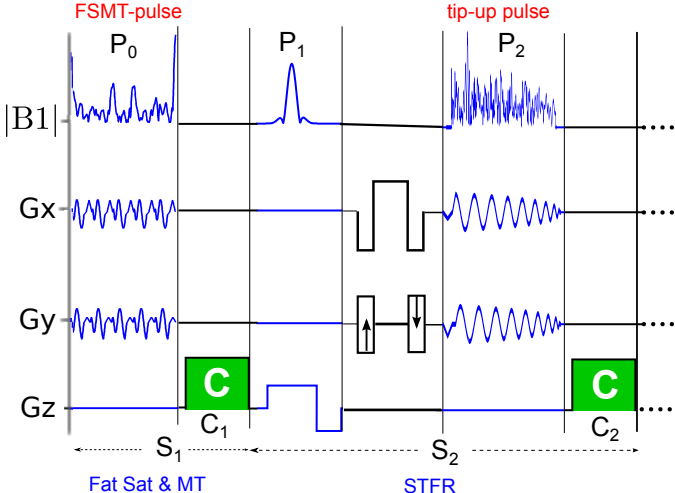 FSMT-pulse
tip-up pulse
P0
P1
P2
|B1|
Gx
Gy
C
C
Gz
C1
C2
S1
S2
Fat Sat & MT
STFR